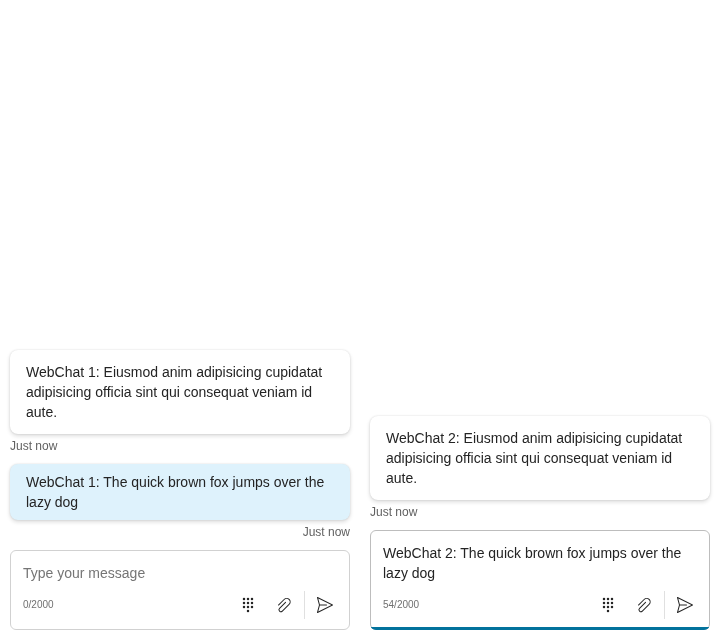 WebChat 1: Eiusmod anim adipisicing cupidatat
adipisicing officia sint qui consequat veniam id
aute.
Just now
WebChat 1: The quick brown fox jumps over the
lazy dog
Just now
Type your message
0/2000
WebChat 2: Eiusmod anim adipisicing cupidatat
adipisicing officia sint qui consequat veniam id
aute.
Just now
WebChat 2: The quick brown fox jumps over the
lazy dog
54/2000